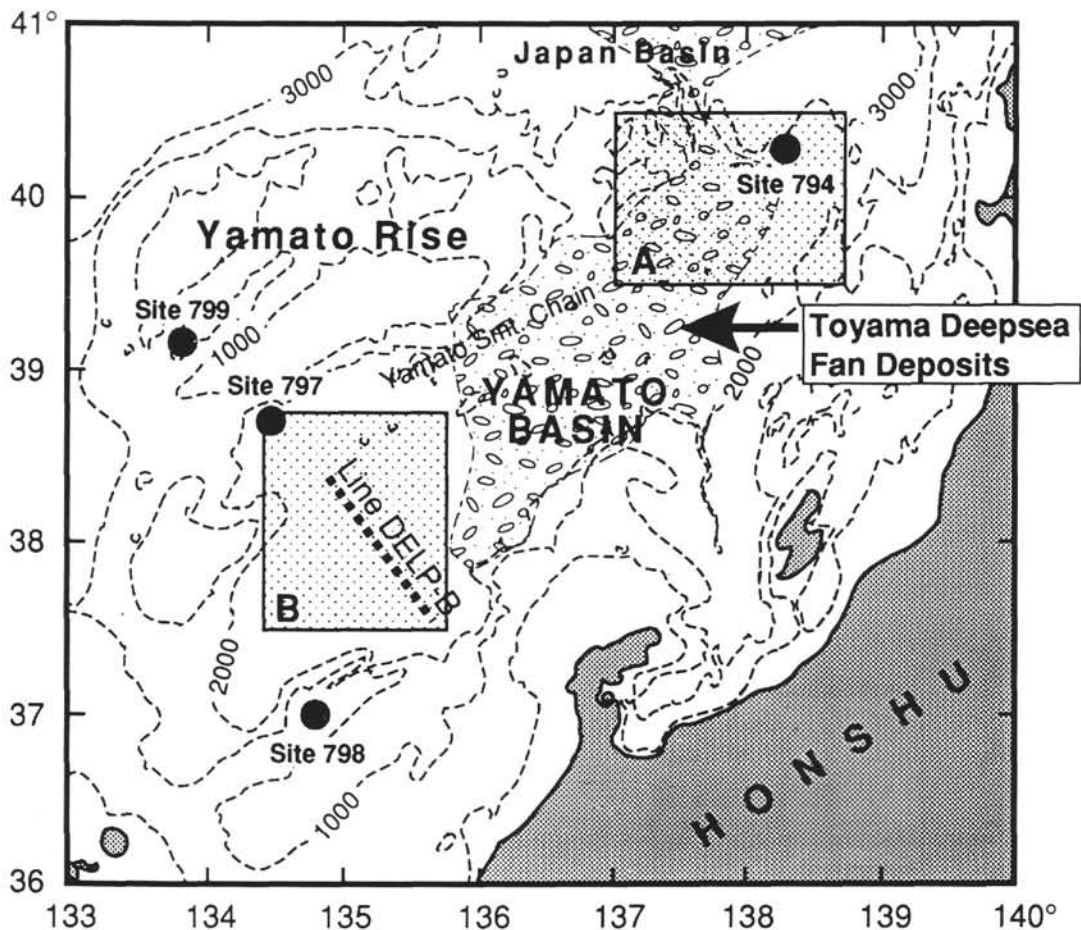 41°
Japan Basin
3000
3000
Site 794
40
Yamato Rise
A
Site 799
Yamato Smt. Chain
Toyama Deepsea
Fan Deposits
1000
39
2000
Site 797
YAMATO
BASIN
Line DELP-B
38
B
2000
37
Site 798
HONSHU
1000
36
133
134
135
136
137
138
139
140°